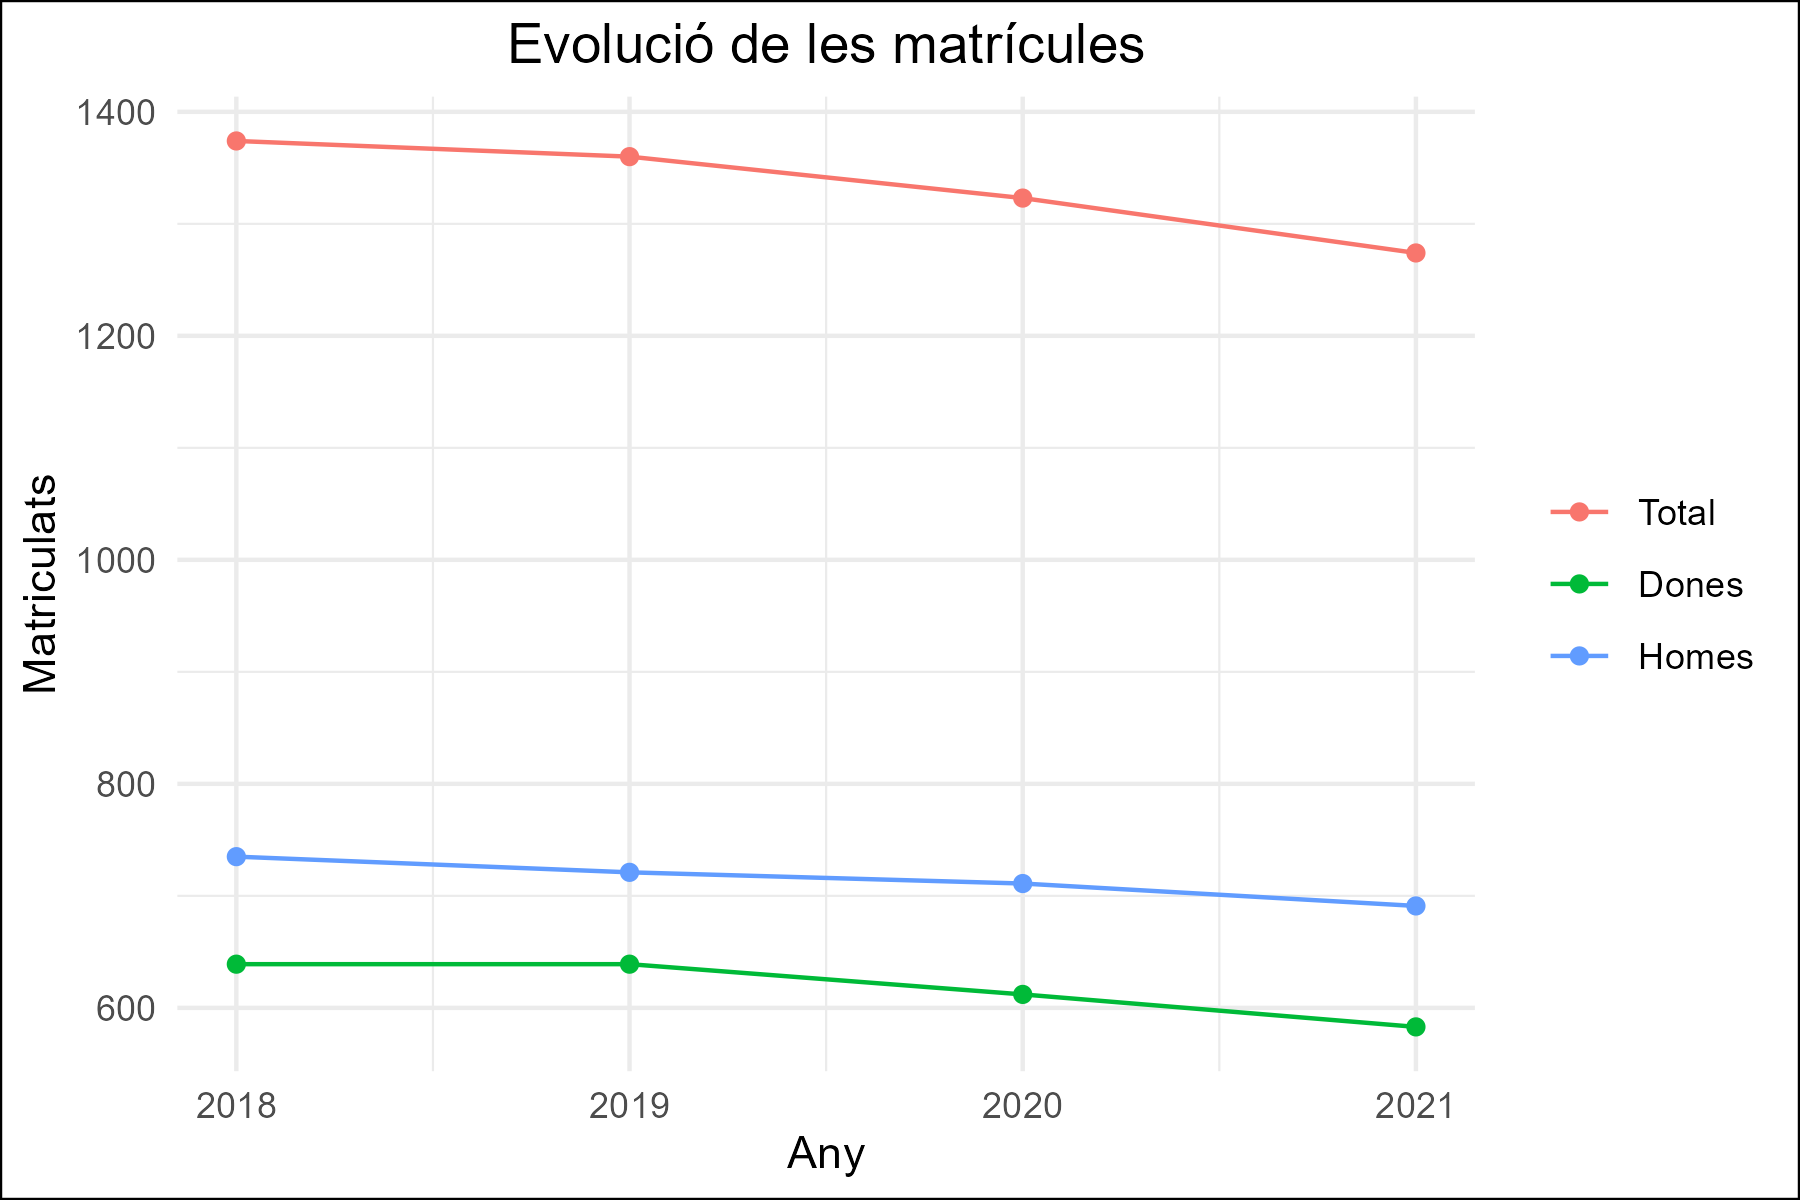 Evolució de les matrícules
Matriculats
1400
1200
1000
800
600
2018 2019 2020 2021
Any
Total
Dones
Homes